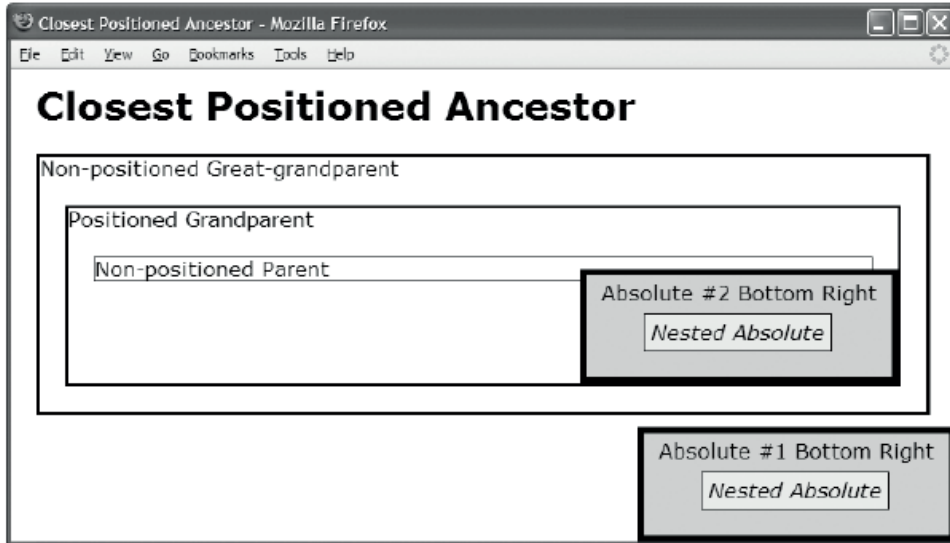 Closest Positioned Ancestor - Mozilla Firefox
File Edit View Go Bookmarks Tools Help
Closest Positioned Ancestor
Non-positioned Great-grandparent
Positioned Grandparent
Non-positioned Parent
Absolute #2 Bottom Right
Nested Absolute
Absolute #1 Bottom Right
Nested Absolute